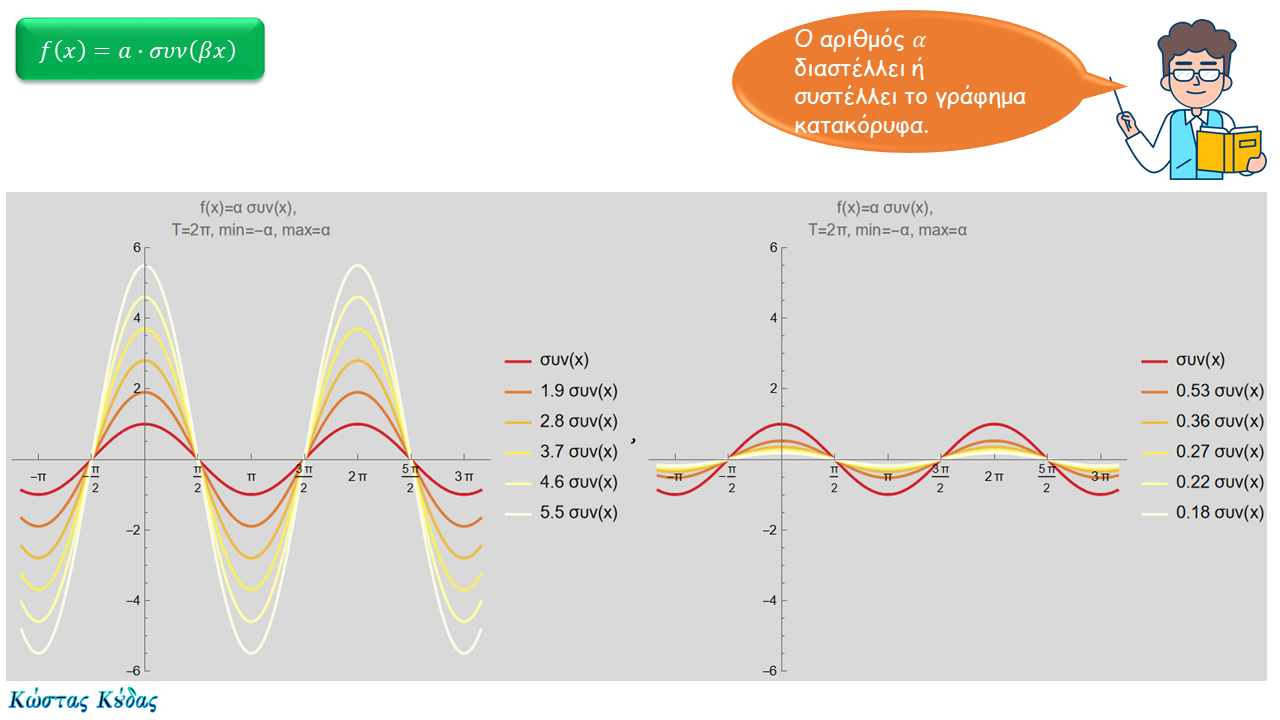 f(x) = a · συν(βx)
Ο αριθμός α
διαστέλλει ή
συστέλλει το γράφημα
κατακόρυφα.
f(x)=α συν(x),
T=2π, min=−α, max=α
6
4
2
−2
−4
−6
−π
−π/2
π/2
π
3π/2
2π
5π/2
3π
συν(x)
1.9 συν(x)
2.8 συν(x)
3.7 συν(x)
4.6 συν(x)
5.5 συν(x)
,
f(x)=α συν(x),
T=2π, min=−α, max=α
6
4
2
−2
−4
−6
−π
−π/2
π/2
π
3π/2
2π
5π/2
3π
συν(x)
0.53 συν(x)
0.36 συν(x)
0.27 συν(x)
0.22 συν(x)
0.18 συν(x)
Κώστας Κȣ́δας